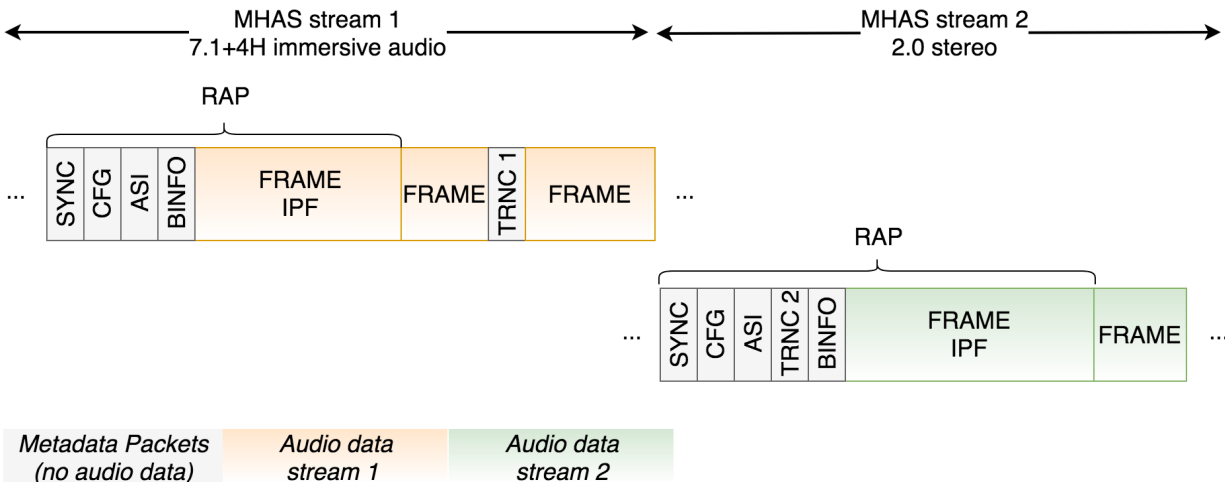 MHAS stream 1
7.1+4H immersive audio
MHAS stream 2
2.0 stereo
RAP
...
SYNC
CFG
ASI
BINFO
FRAME
IPF
FRAME
TRNC 1
FRAME
...
RAP
...
SYNC
CFG
ASI
TRNC 2
BINFO
FRAME
IPF
FRAME
...
Metadata Packets
(no audio data)
Audio data
stream 1
Audio data
stream 2